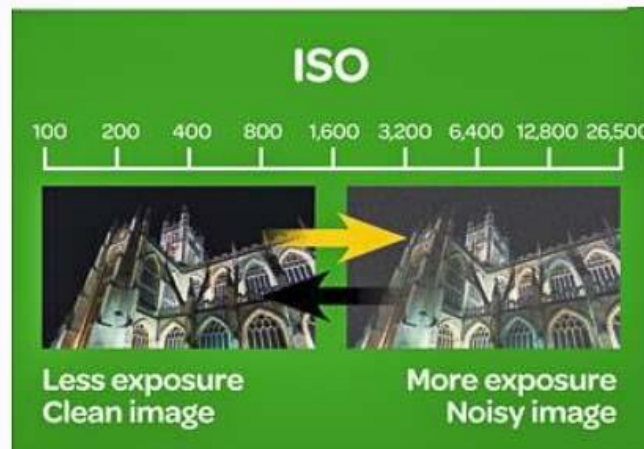 ISO
100 200 400 800 1,600 3,200 6,400 12,800 26,500
Less exposure
Clean image
More exposure
Noisy image